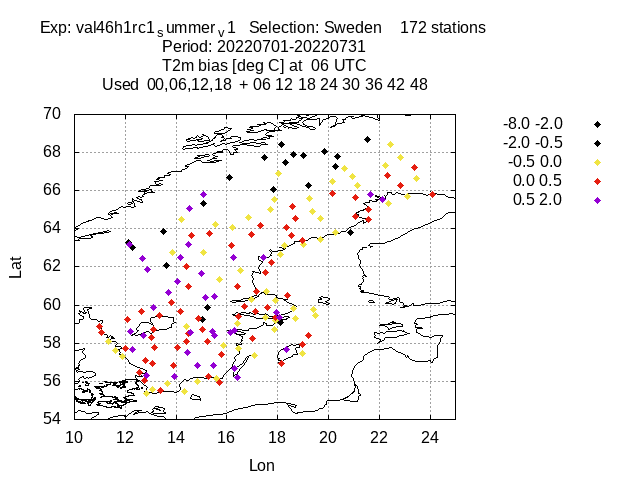 Exp: val46h1rc1summerv1 Selection: Sweden 172 stations
Period: 20220701-20220731
T2m bias [deg C] at 06 UTC
Used 00,06,12,18 + 06 12 18 24 30 36 42 48
-8.0 -2.0
-2.0 -0.5
-0.5 0.0
0.0 0.5
0.5 2.0
70
68
66
64
62
60
58
56
54
Lat
10 12 14 16 18 20 22 24
Lon